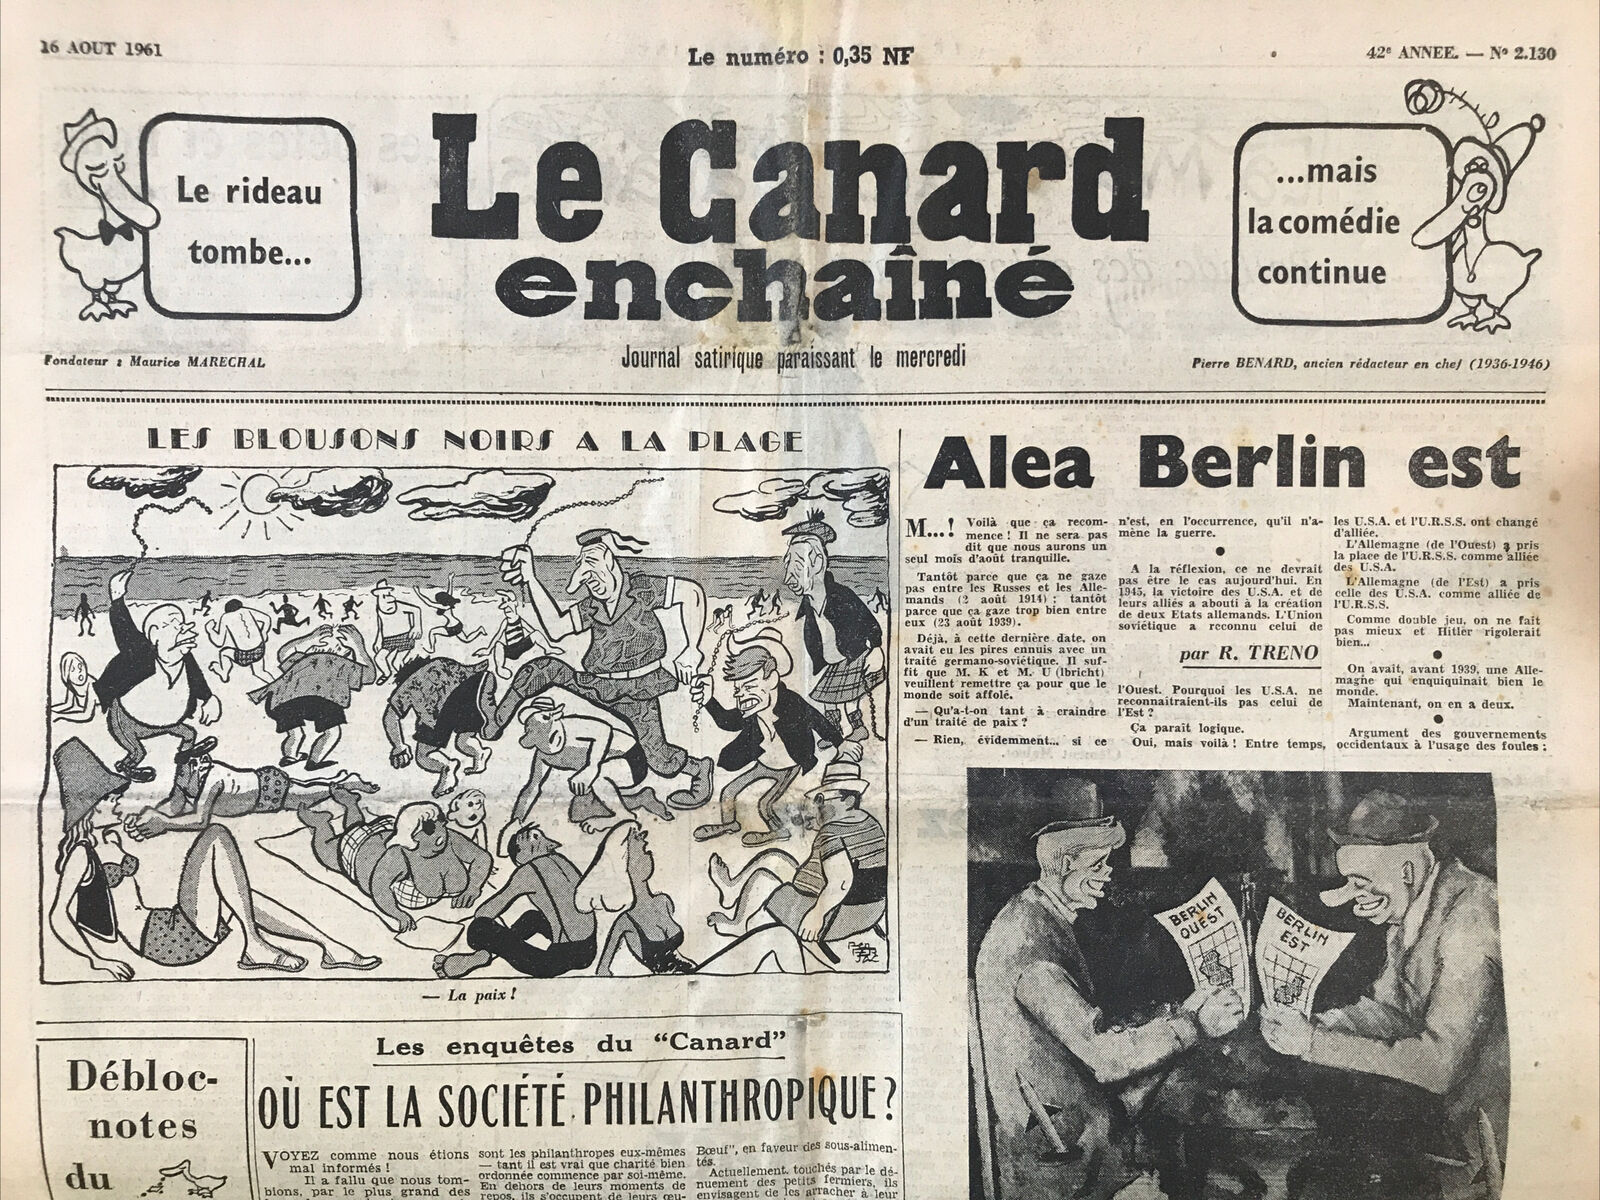 16 AOUT 1961
Le numéro : 0,35 NF
42e ANNEE. — No 2.130
Le rideau
tombe...
Le Canard
enchaîné
...mais
la comédie
continue
Fondateur : Maurice MARECHAL
Journal satirique paraissant le mercredi
Pierre BENARD, ancien rédacteur en chef (1936-1946)
LES BLOUSONS NOIRS A LA PLAGE
— La paix !
Alea Berlin est
M...! Voilà que ça recom-
mence ! Il ne sera pas
dit que nous aurons un
seul mois d'août tranquille.
Tantôt parce que ça ne gaze
pas entre les Russes et les Alle-
mands (2 août 1914) ; tantôt
parce que ça gaze trop bien entre
eux (23 août 1939).
Déjà, à cette dernière date, on
avait eu les pires ennuis avec un
traité germano-soviétique. Il suf-
fit que M. K et M. U (lbricht)
veuillent remettre ça pour que le
monde soit affolé.
— Qu'a-t-on tant à craindre
d'un traité de paix ?
— Rien, évidemment... si ce
n'est, en l'occurrence, qu'il n'a-
mène la guerre.
A la réflexion, ce ne devrait
pas être le cas aujourd'hui. En
1945, la victoire des U.S.A. et de
leurs alliés a abouti à la création
de deux Etats allemands. L'Union
soviétique a reconnu celui de
par R. TRENO
l'Ouest. Pourquoi les U.S.A. ne
reconnaîtraient-ils pas celui de
l'Est ?
Ça paraît logique.
Oui, mais voilà ! Entre temps,
les U.S.A. et l'U.R.S.S. ont changé
d'alliée.
L'Allemagne (de l'Ouest) a pris
la place de l'U.R.S.S. comme alliée
des U.S.A.
L'Allemagne (de l'Est) a pris
celle des U.S.A. comme alliée de
l'U.R.S.S.
Comme double jeu, on ne fait
pas mieux et Hitler rigolerait
bien...
On avait, avant 1939, une Alle-
magne qui enquiquinait bien le
monde.
Maintenant, on en a deux.
Argument des gouvernements
occidentaux à l'usage des foules :
BERLIN
OUEST
BERLIN
EST
Débloc-
notes
du
Les enquêtes du "Canard"
OÙ EST LA SOCIÉTÉ PHILANTHROPIQUE ?
VOYEZ comme nous étions
mal informés !
Il a fallu que nous tom-
bions, par le plus grand des
sont les philanthropes eux-mêmes
— tant il est vrai que charité bien
ordonnée commence par soi-même.
En dehors de leurs moments de
repos, ils s'occupent de leurs œu-
Bœuf", en faveur des sous-alimen-
tés.
Actuellement, touchés par le dé-
nuement des petits fermiers, ils
envisagent de les arracher à leur